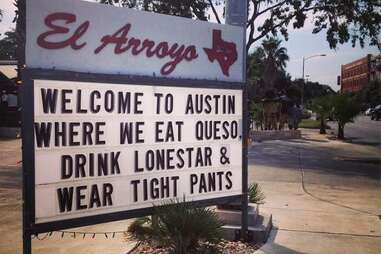 El Arroyo
WELCOME TO AUSTIN
WHERE WE EAT QUESO,
DRINK LONESTAR &
WEAR TIGHT PANTS